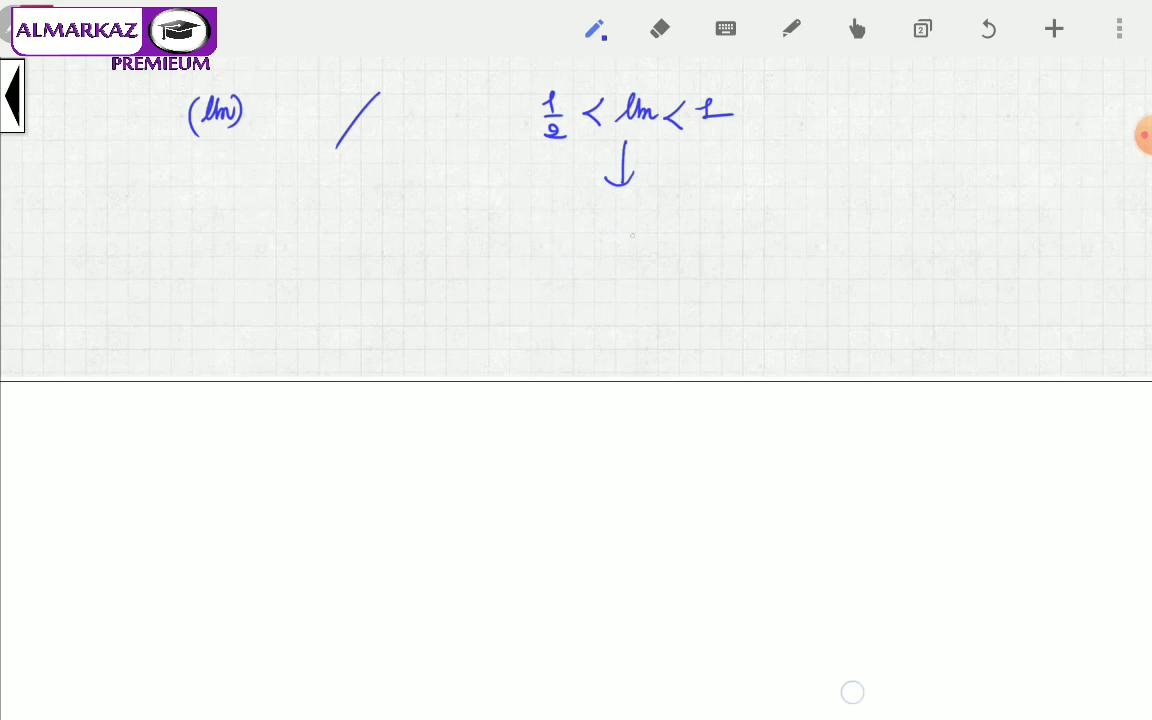 ALMARKAZ
PREMIEUM
(Un) / 1/2 < Un < 1
↓